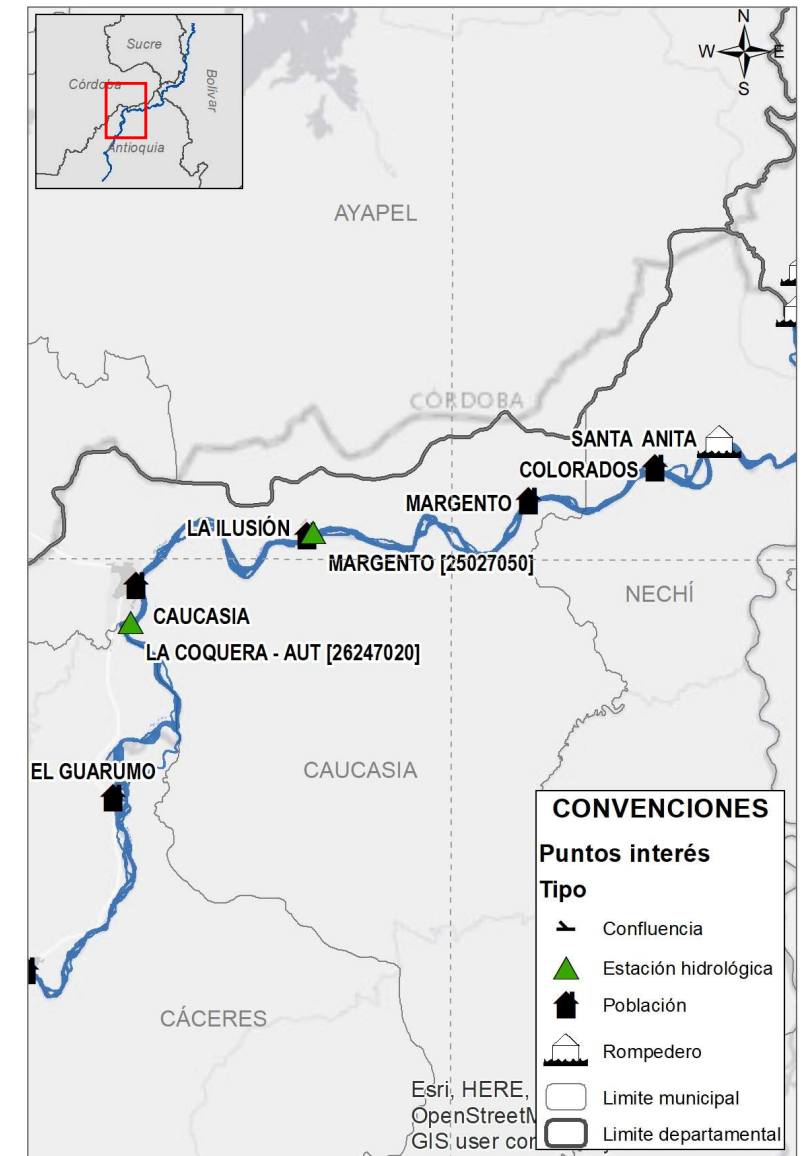 N
W E
S
Sucre
Córdoba
Bolívar
Antioquia
AYAPEL
CÓRDOBA
SANTA ANITA
COLORADOS
MARGENTO
LA ILUSIÓN
MARGENTO [25027050]
NECHÍ
CAUCASIA
LA COQUERA - AUT [26247020]
EL GUARUMO
CAUCASIA
CÁCERES
CONVENCIONES
Puntos interés
Tipo
Confluencia
Estación hidrológica
Población
Rompedero
Limite municipal
Limite departamental
Esri, HERE,
GIS user